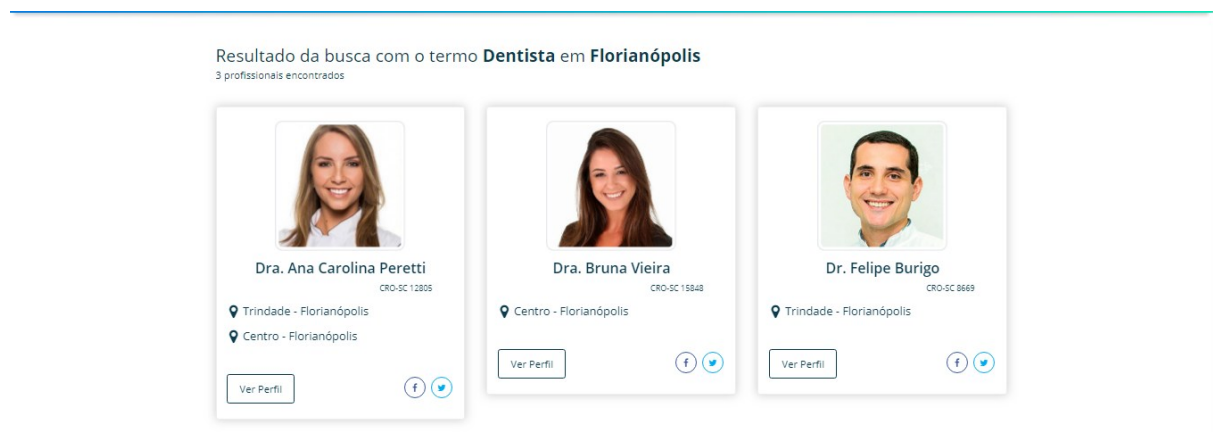 Resultado da busca com o termo Dentista em Florianópolis
3 profissionais encontrados
Dra. Ana Carolina Peretti
CRO-SC 12805
Trindade - Florianópolis
Centro - Florianópolis
Ver Perfil
Dra. Bruna Vieira
CRO-SC 15848
Centro - Florianópolis
Ver Perfil
Dr. Felipe Burigo
CRO-SC 8669
Trindade - Florianópolis
Ver Perfil